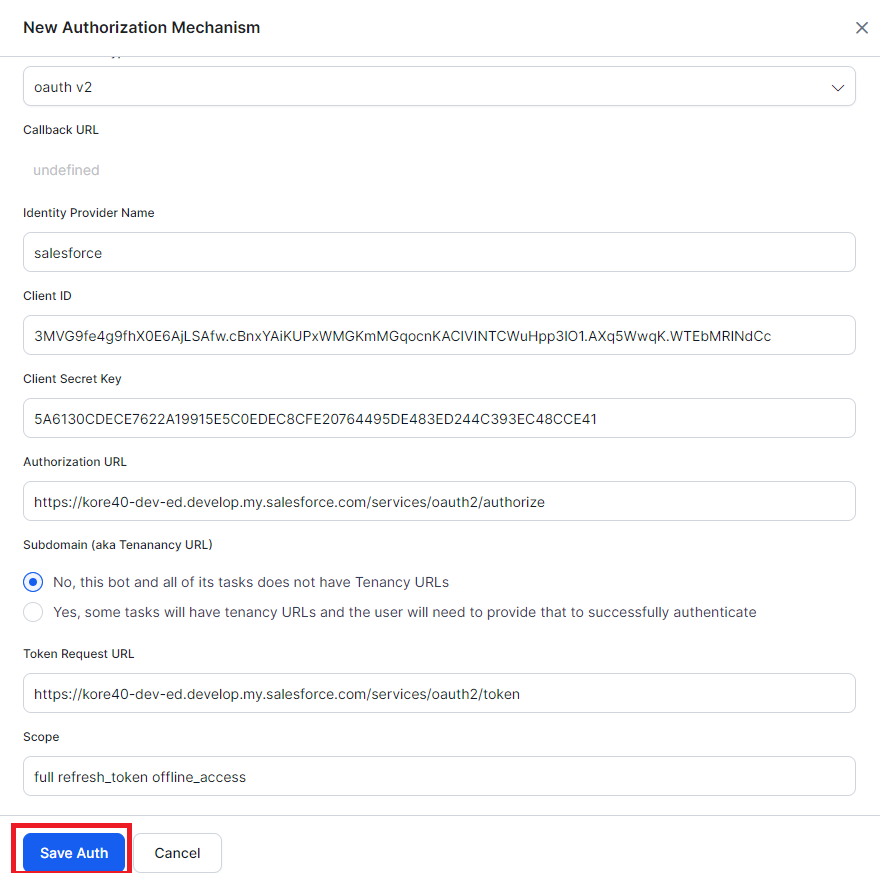 New Authorization Mechanism
oauth v2
Callback URL
undefined
Identity Provider Name
salesforce
Client ID
3MVG9fe4g9fhX0E6AjLSAfw.cBnxYAiKUPxWMGKmMGqocnKACIVINTCWuHpp3IO1.AXq5WwqK.WTEbMRINdCc
Client Secret Key
5A6130CDECE7622A19915E5C0EDEC8CFE20764495DE483ED244C393EC48CCE41
Authorization URL
https://kore40-dev-ed.develop.my.salesforce.com/services/oauth2/authorize
Subdomain (aka Tenanancy URL)
No, this bot and all of its tasks does not have Tenancy URLs
Yes, some tasks will have tenancy URLs and the user will need to provide that to successfully authenticate
Token Request URL
https://kore40-dev-ed.develop.my.salesforce.com/services/oauth2/token
Scope
full refresh_token offline_access
Save Auth Cancel